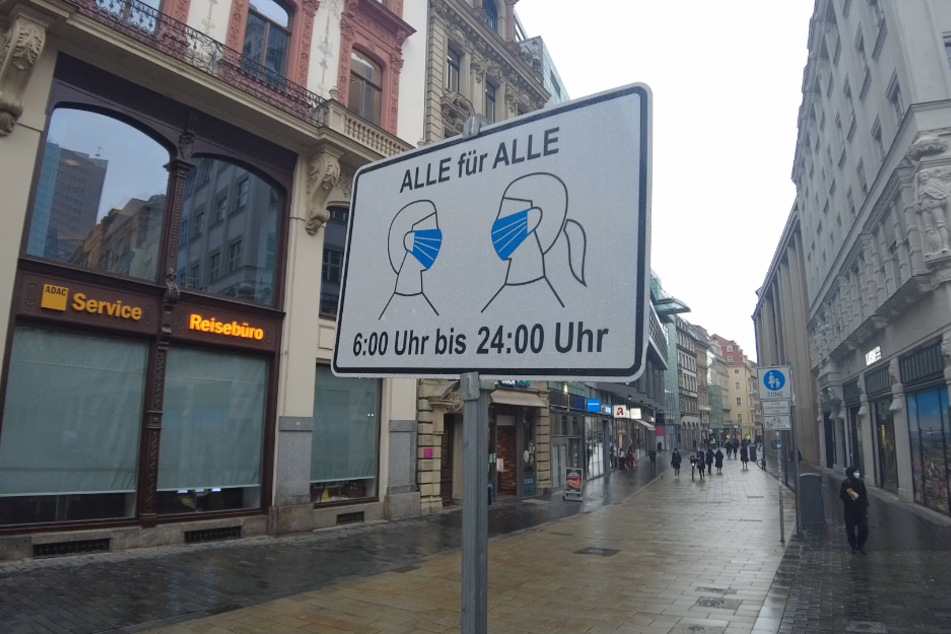 ALLE für ALLE
6:00 Uhr bis 24:00 Uhr
ADAC
Service
Reisebüro
ZONE